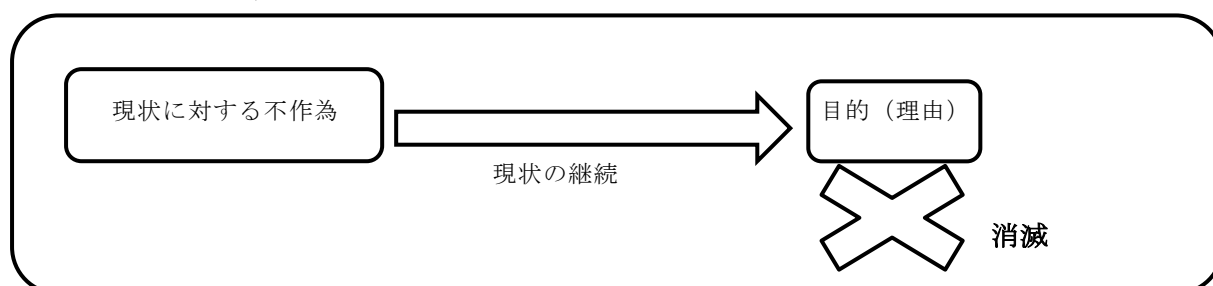 現状に対する不作為
目的（理由）
現状の継続
消滅